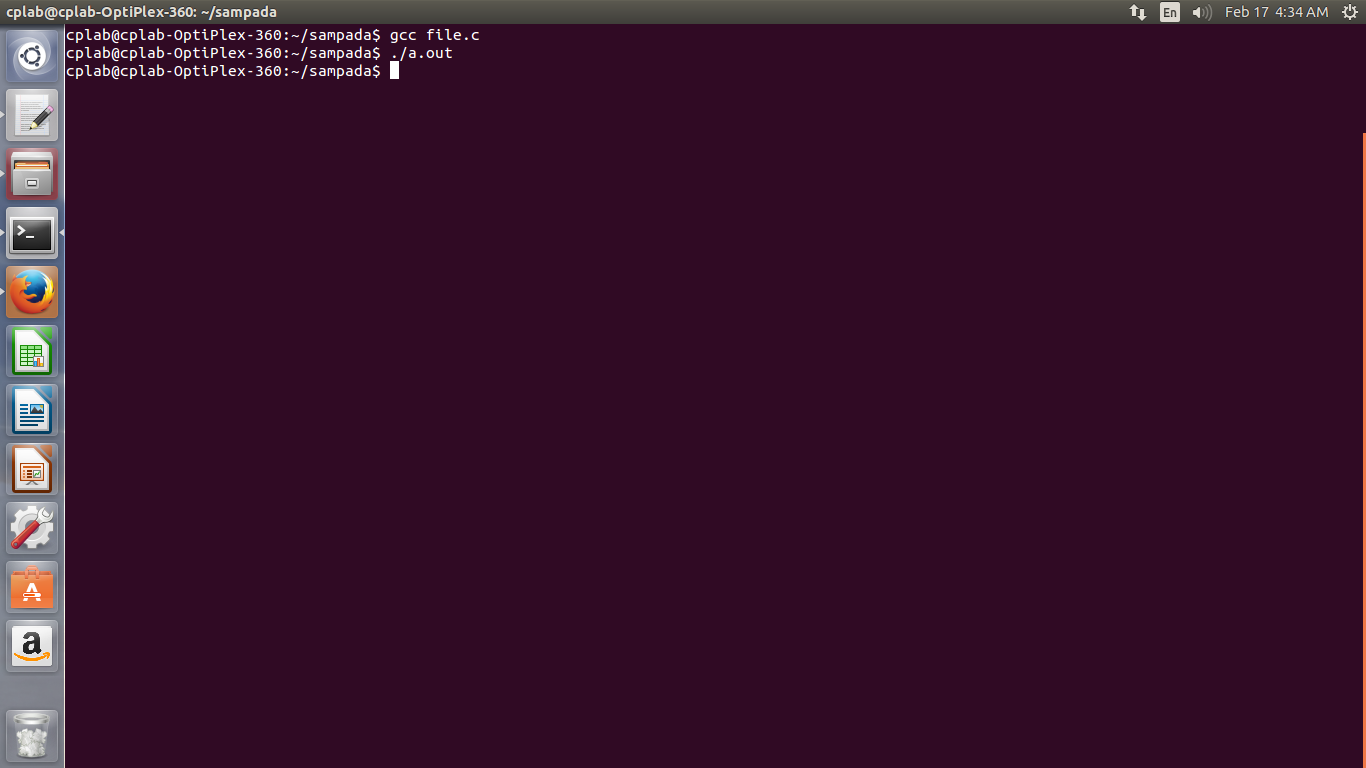 cplab@cplab-OptiPlex-360: ~/sampada
En
Feb 17 4:34 AM
cplab@cplab-OptiPlex-360:~/sampada$ gcc file.c
cplab@cplab-OptiPlex-360:~/sampada$ ./a.out
cplab@cplab-OptiPlex-360:~/sampada$
>_
A
a